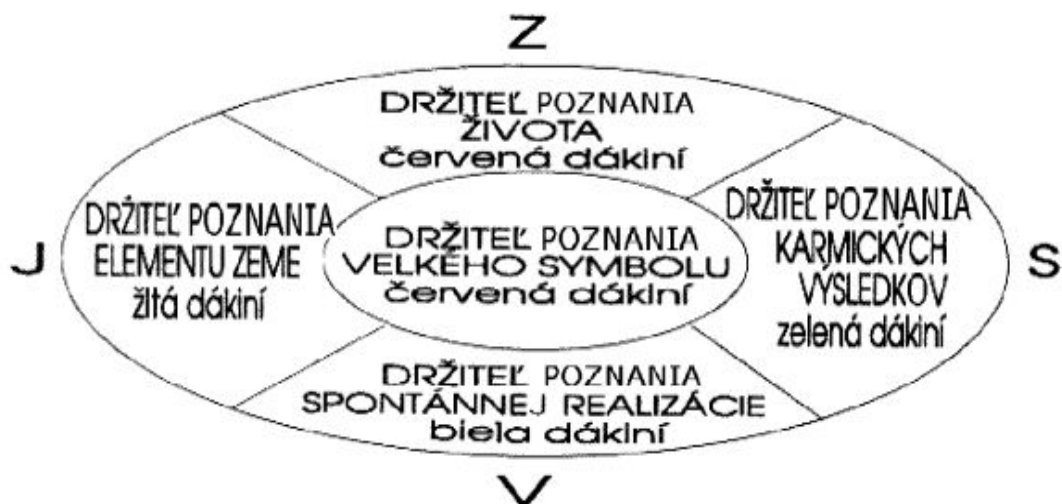 Z
DRŽITEĽ POZNANIA
ŽIVOTA
červená dákiní
J
DRŽITEĽ POZNANIA
ELEMENTU ZEME
žltá dákiní
DRŽITEĽ POZNANIA
VELKÉHO SYMBOLU
červená dákiní
DRŽITEĽ POZNANIA
KARMICKÝCH
VÝSLEDKOV
zelená dákiní
S
DRŽITEĽ POZNANIA
SPONTÁNNEJ REALIZÁCIE
biela dákiní
V